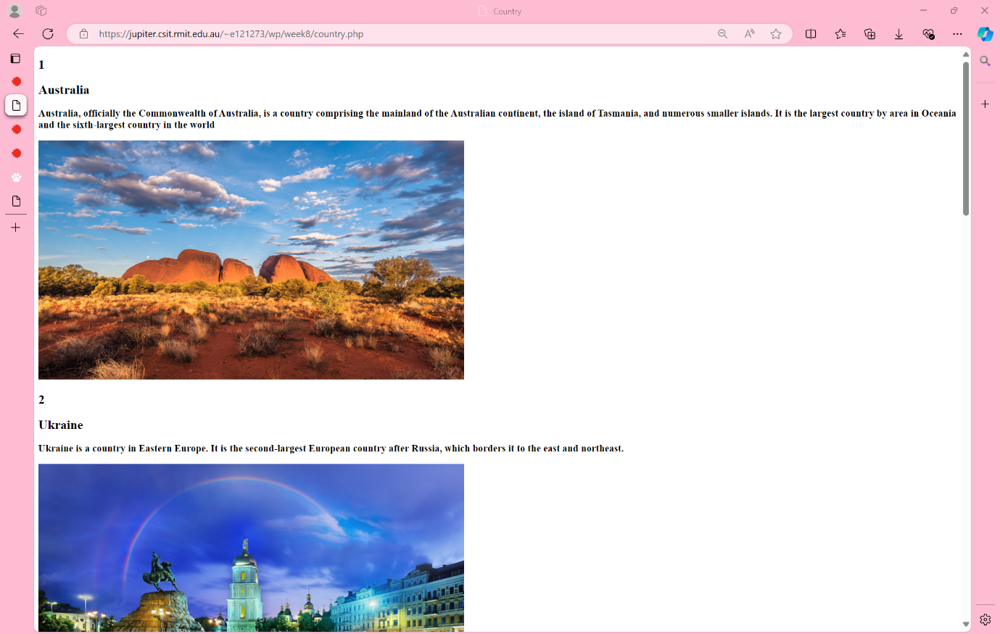 Country
https://jupiter.csit.rmit.edu.au/~e121273/wp/week8/country.php
1
Australia
Australia, officially the Commonwealth of Australia, is a country comprising the mainland of the Australian continent, the island of Tasmania, and numerous smaller islands. It is the largest country by area in Oceania
and the sixth-largest country in the world
2
Ukraine
Ukraine is a country in Eastern Europe. It is the second-largest European country after Russia, which borders it to the east and northeast.